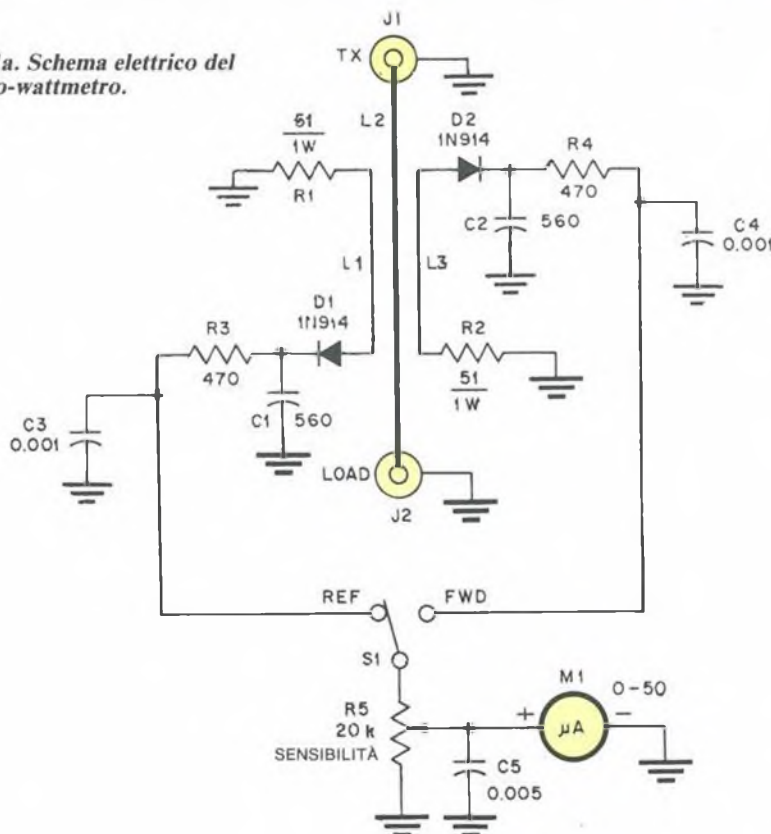 a. Schema elettrico del
o-wattmetro.
J1
TX
L2
51
1W
R1
D2
1N914
R4
470
C2
560
C4
0.001
L1
L3
D1
1N914
R3
470
R2
51
1W
C1
560
C3
0.001
LOAD
J2
REF
FWD
S1
M1
0-50
R5
20 k
SENSIBILITÀ
+
μA
−
C5
0.005